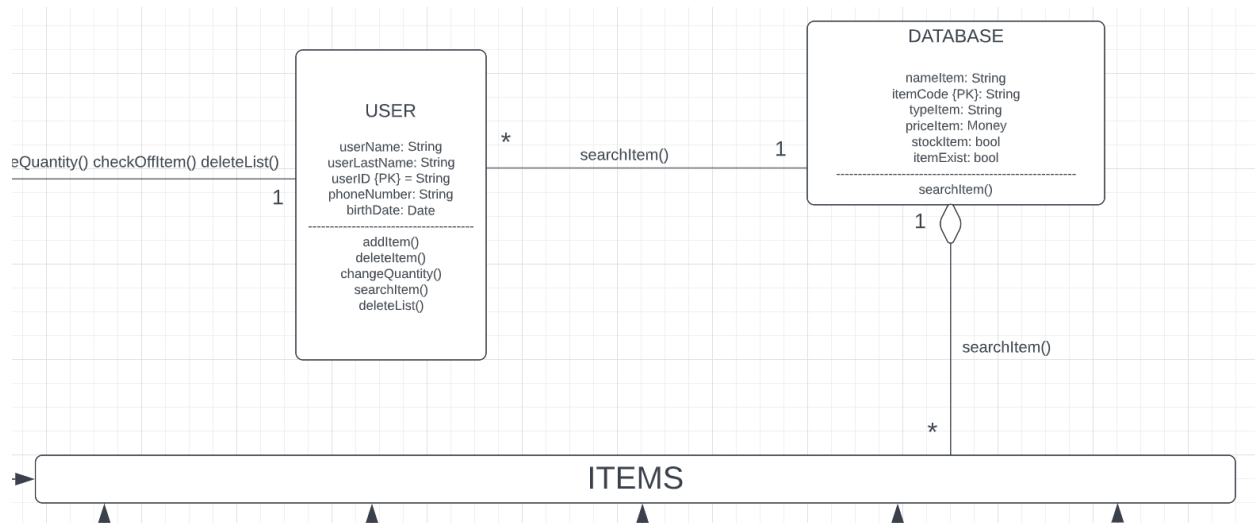 eQuantity() checkOffItem() deleteList()
1
USER
userName: String
userLastName: String
userID {PK} = String
phoneNumber: String
birthDate: Date
addItem()
deleteItem()
changeQuantity()
searchItem()
deleteList()
*
searchItem()
1
DATABASE
nameItem: String
itemCode {PK}: String
typeItem: String
priceItem: Money
stockItem: bool
itemExist: bool
searchItem()
1
searchItem()
*
ITEMS